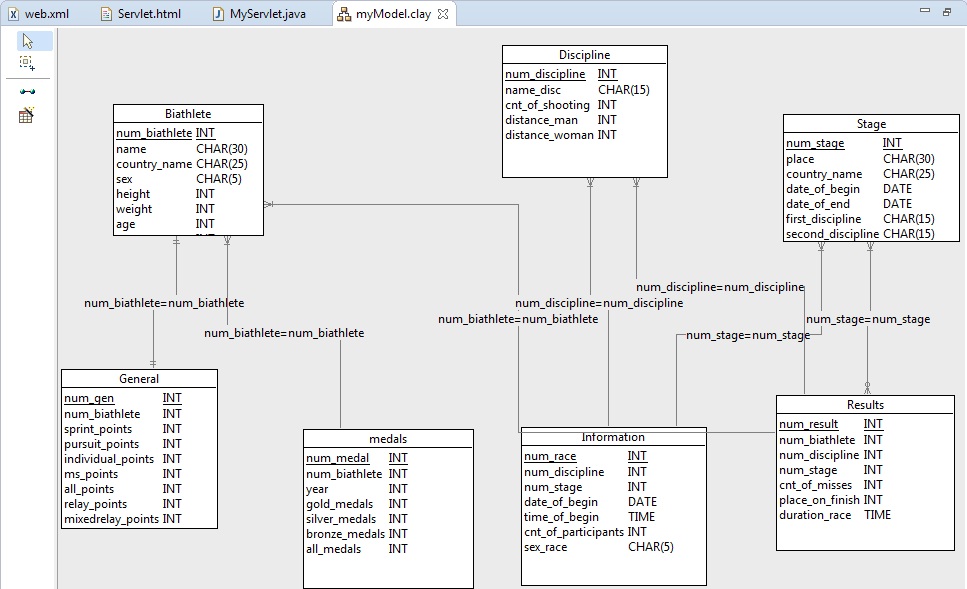 web.xml
Servlet.html
MyServlet.java
myModel.clay
Discipline
num_discipline INT
name_disc CHAR(15)
cnt_of_shooting INT
distance_man INT
distance_woman INT
Biathlete
num_biathlete INT
name CHAR(30)
country_name CHAR(25)
sex CHAR(5)
height INT
weight INT
age INT
Stage
num_stage INT
place CHAR(30)
country_name CHAR(25)
date_of_begin DATE
date_of_end DATE
first_discipline CHAR(15)
second_discipline CHAR(15)
num_biathlete=num_biathlete
num_biathlete=num_biathlete
num_discipline=num_discipline
num_biathlete=num_biathlete
num_discipline=num_discipline
num_stage=num_stage
num_stage=num_stage
General
num_gen INT
num_biathlete INT
sprint_points INT
pursuit_points INT
individual_points INT
ms_points INT
all_points INT
relay_points INT
mixedrelay_points INT
medals
num_medal INT
num_biathlete INT
year INT
gold_medals INT
silver_medals INT
bronze_medals INT
all_medals INT
Information
num_race INT
num_discipline INT
num_stage INT
date_of_begin DATE
time_of_begin TIME
cnt_of_participants INT
sex_race CHAR(5)
Results
num_result INT
num_biathlete INT
num_discipline INT
num_stage INT
cnt_of_misses INT
place_on_finish INT
duration_race TIME